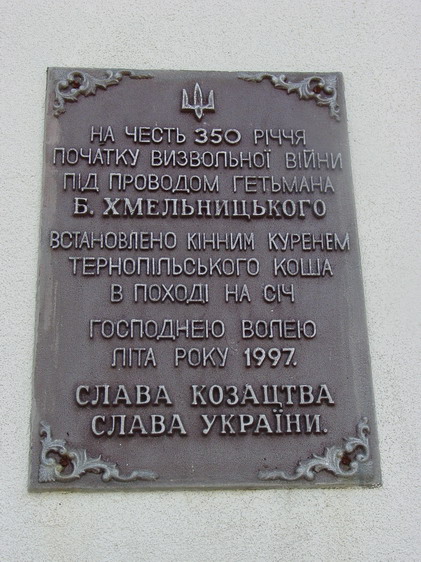 НА ЧЕСТЬ 350 РІЧЧЯ
ПОЧАТКУ ВИЗВОЛЬНОЇ ВІЙНИ
ПІД ПРОВОДОМ ГЕТЬМАНА
Б. ХМЕЛЬНИЦЬКОГО
ВСТАНОВЛЕНО КІННИМ КУРЕНЕМ
ТЕРНОПІЛЬСЬКОГО КОША
В ПОХОДІ НА СІЧ
ГОСПОДНЕЮ ВОЛЕЮ
ЛІТА РОКУ 1997.
СЛАВА КОЗАЦТВА
СЛАВА УКРАЇНИ.